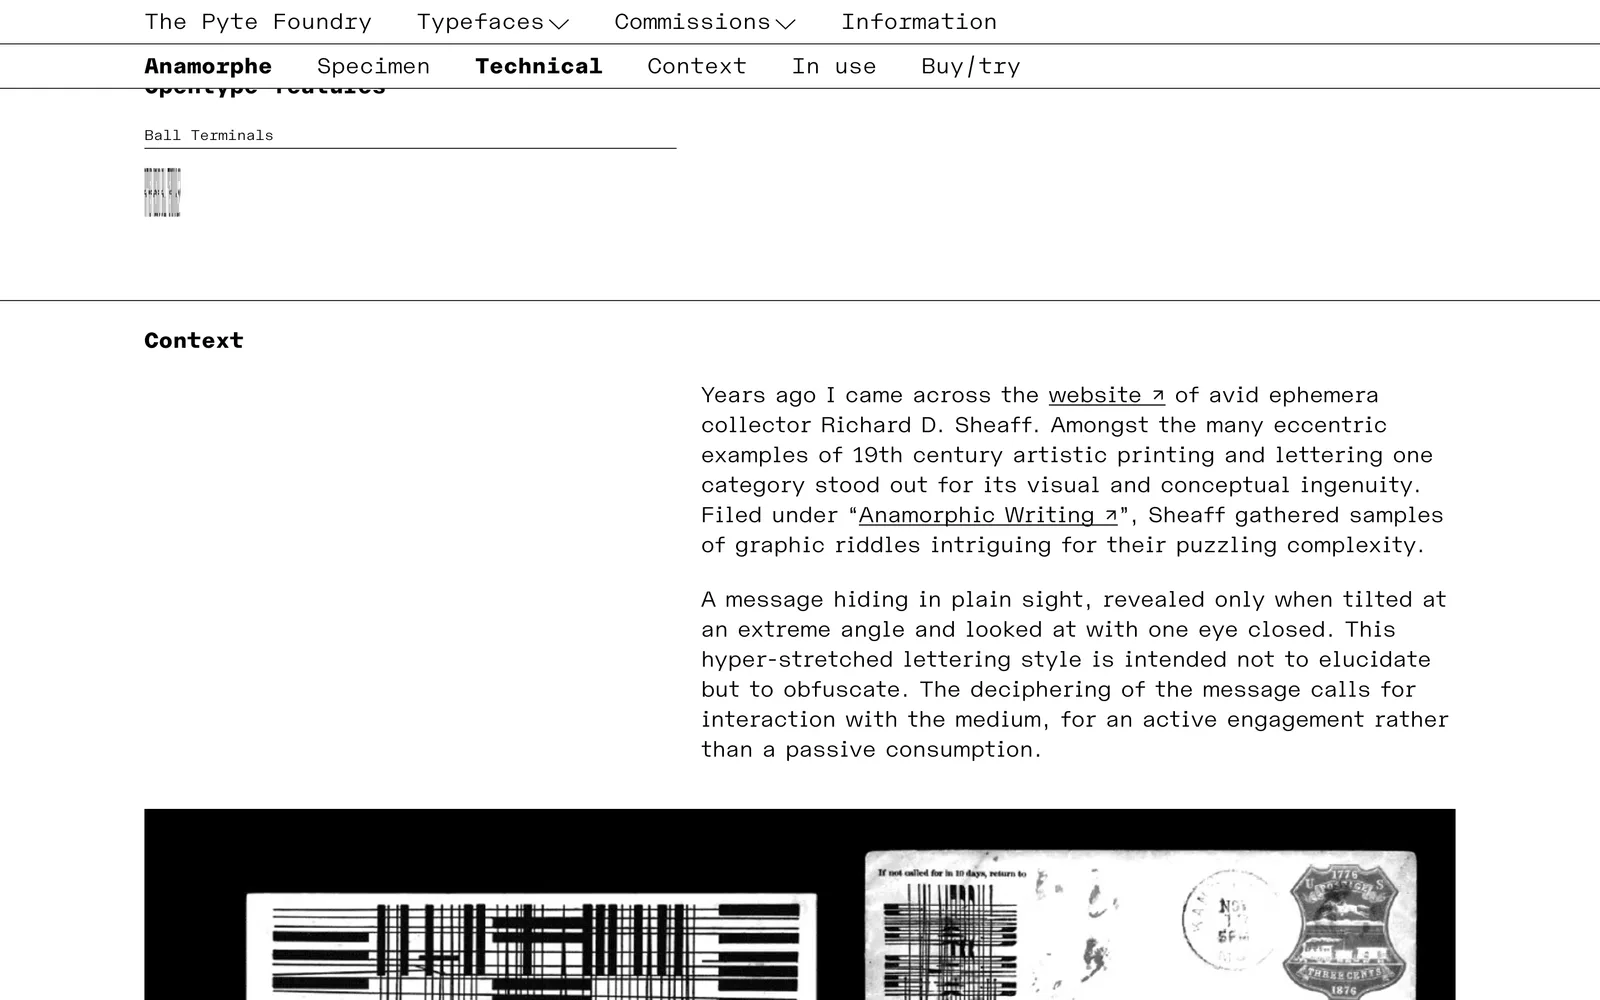 The Pyte Foundry Typefaces Commissions Information
Anamorphe Specimen Technical Context In use Buy/try
Opentype features
Ball Terminals
Context
Years ago I came across the website ↗ of avid ephemera
collector Richard D. Sheaff. Amongst the many eccentric
examples of 19th century artistic printing and lettering one
category stood out for its visual and conceptual ingenuity.
Filed under “Anamorphic Writing ↗”, Sheaff gathered samples
of graphic riddles intriguing for their puzzling complexity.
A message hiding in plain sight, revealed only when tilted at
an extreme angle and looked at with one eye closed. This
hyper-stretched lettering style is intended not to elucidate
but to obfuscate. The deciphering of the message calls for
interaction with the medium, for an active engagement rather
than a passive consumption.
If not called for in 10 days, return to
NOV
5PM
1776
U S
POSTAGE
THREE CENTS
1876